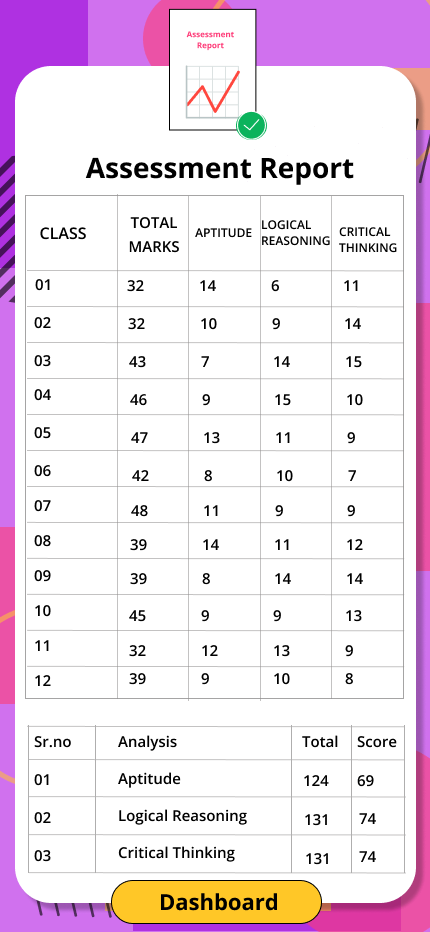 Assessment
Report
Assessment Report
CLASS TOTAL MARKS APTITUDE LOGICAL REASONING CRITICAL THINKING
01 32 14 6 11
02 32 10 9 14
03 43 7 14 15
04 46 9 15 10
05 47 13 11 9
06 42 8 10 7
07 48 11 9 9
08 39 14 11 12
09 39 8 14 14
10 45 9 9 13
11 32 12 13 9
12 39 9 10 8
Sr.no Analysis Total Score
01 Aptitude 124 69
02 Logical Reasoning 131 74
03 Critical Thinking 131 74
Dashboard